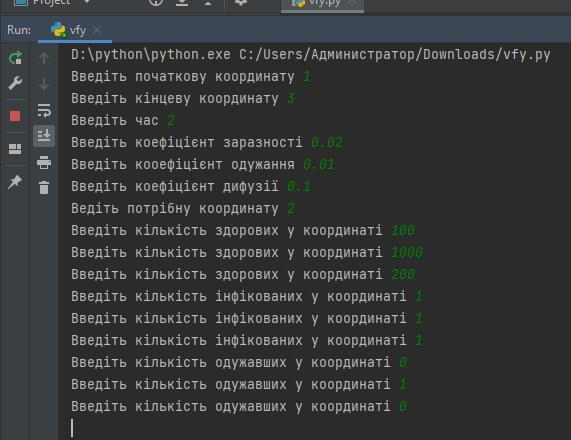 Project
vfy.py
Run: vfy
D:\python\python.exe C:/Users/Администратор/Downloads/vfy.py
Введіть початкову координату 1
Введіть кінцеву координату 3
Введіть час 2
Введіть коефіцієнт заразності 0.02
Введіть кооефіцієнт одужання 0.01
Введіть коефіцієнт дифузії 0.1
Ведіть потрібну координату 2
Введіть кількість здорових у координаті 100
Введіть кількість здорових у координаті 1000
Введіть кількість здорових у координаті 200
Введіть кількість інфікованих у координаті 1
Введіть кількість інфікованих у координаті 1
Введіть кількість інфікованих у координаті 1
Введіть кількість одужавших у координаті 0
Введіть кількість одужавших у координаті 1
Введіть кількість одужавших у координаті 0